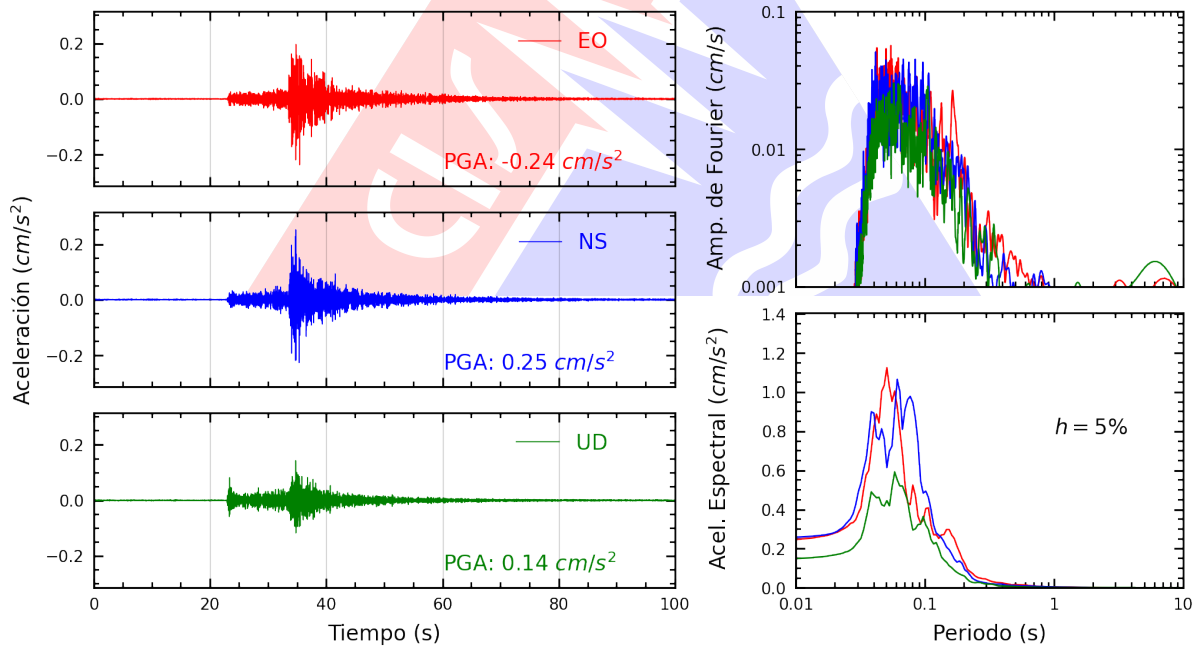 Aceleración (cm/s²)
0.2
0.0
−0.2
EO
PGA: -0.24 cm/s²
0.2
0.0
−0.2
NS
PGA: 0.25 cm/s²
0.2
0.0
−0.2
UD
PGA: 0.14 cm/s²
0 20 40 60 80 100
Tiempo (s)
CISMID
Amp. de Fourier (cm/s)
0.1
0.01
0.001
Acel. Espectral (cm/s²)
1.4
1.2
1.0
0.8
0.6
0.4
0.2
0.0
h = 5%
0.01 0.1 1 10
Periodo (s)